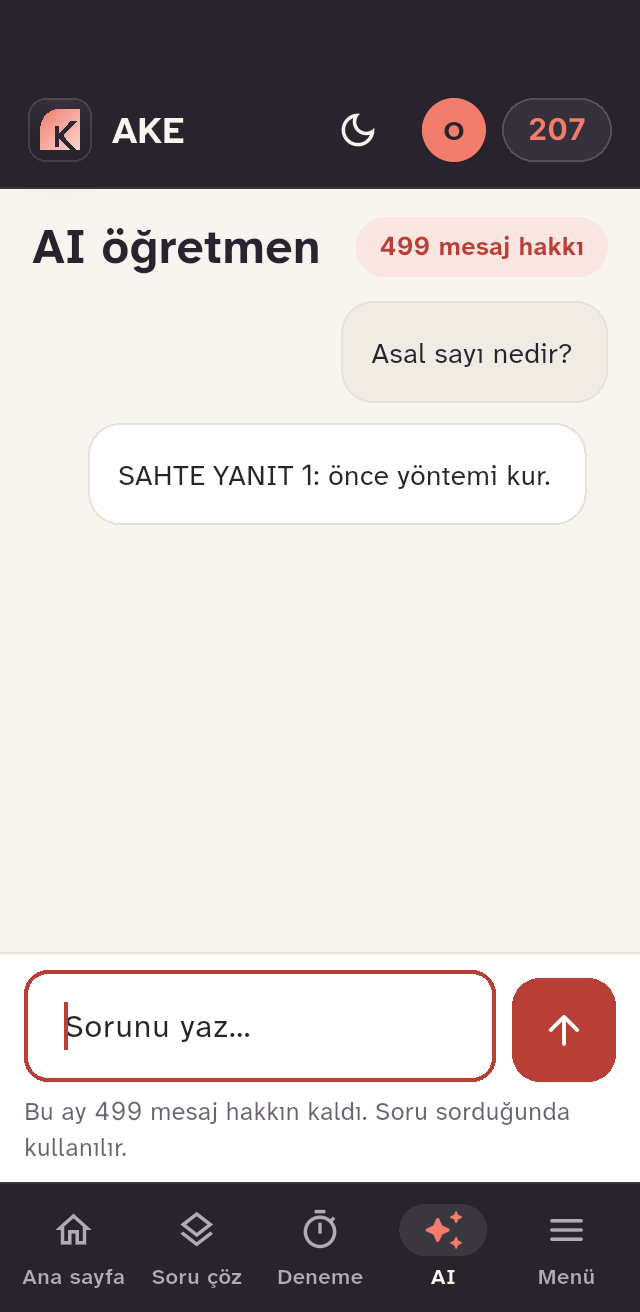 K AKE O 207
AI öğretmen 499 mesaj hakkı
Asal sayı nedir?
SAHTE YANIT 1: önce yöntemi kur.
Sorunu yaz...
Bu ay 499 mesaj hakkın kaldı. Soru sorduğunda
kullanılır.
Ana sayfa Soru çöz Deneme AI Menü